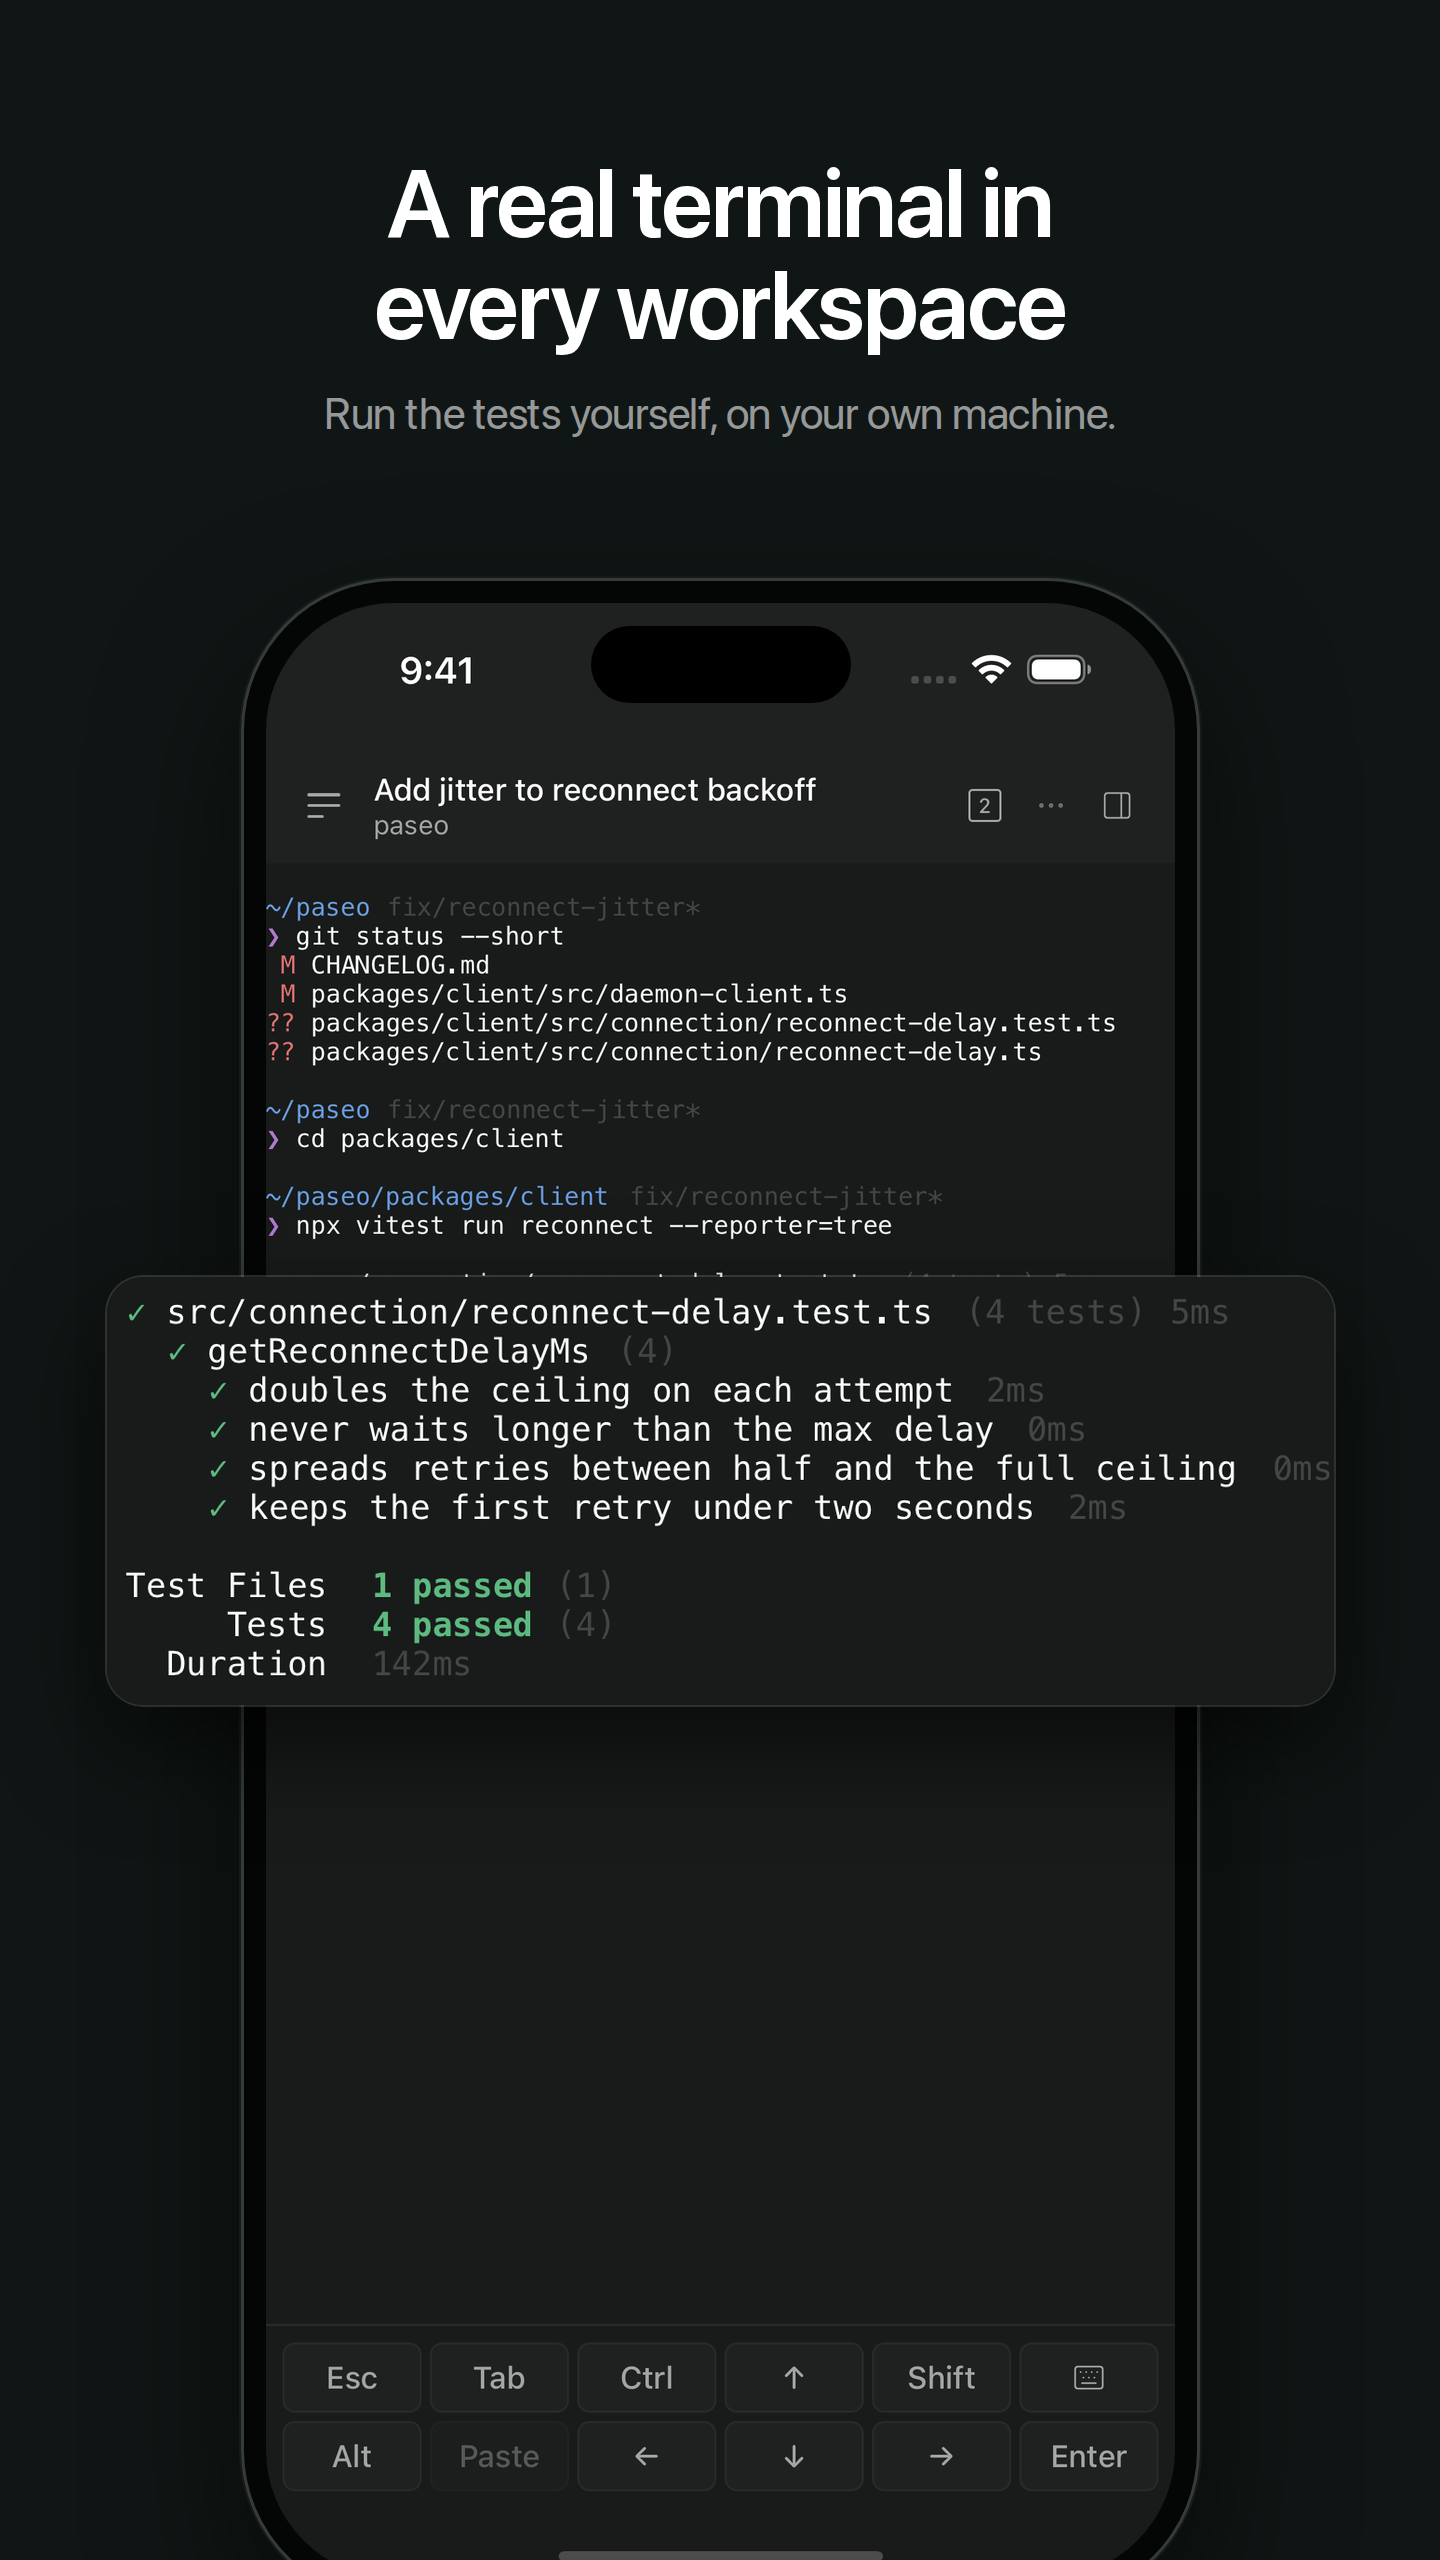 A real terminal in
every workspace
Run the tests yourself, on your own machine.
9:41
Add jitter to reconnect backoff
paseo
2
~/paseo fix/reconnect-jitter*
❯ git status --short
M CHANGELOG.md
M packages/client/src/daemon-client.ts
?? packages/client/src/connection/reconnect-delay.test.ts
?? packages/client/src/connection/reconnect-delay.ts
~/paseo fix/reconnect-jitter*
❯ cd packages/client
~/paseo/packages/client fix/reconnect-jitter*
❯ npx vitest run reconnect --reporter=tree
✓ src/connection/reconnect-delay.test.ts (4 tests) 5ms
✓ getReconnectDelayMs (4)
✓ doubles the ceiling on each attempt 2ms
✓ never waits longer than the max delay 0ms
✓ spreads retries between half and the full ceiling 0ms
✓ keeps the first retry under two seconds 2ms
Test Files 1 passed (1)
Tests 4 passed (4)
Duration 142ms
Esc Tab Ctrl ↑ Shift
Alt Paste ← ↓ → Enter